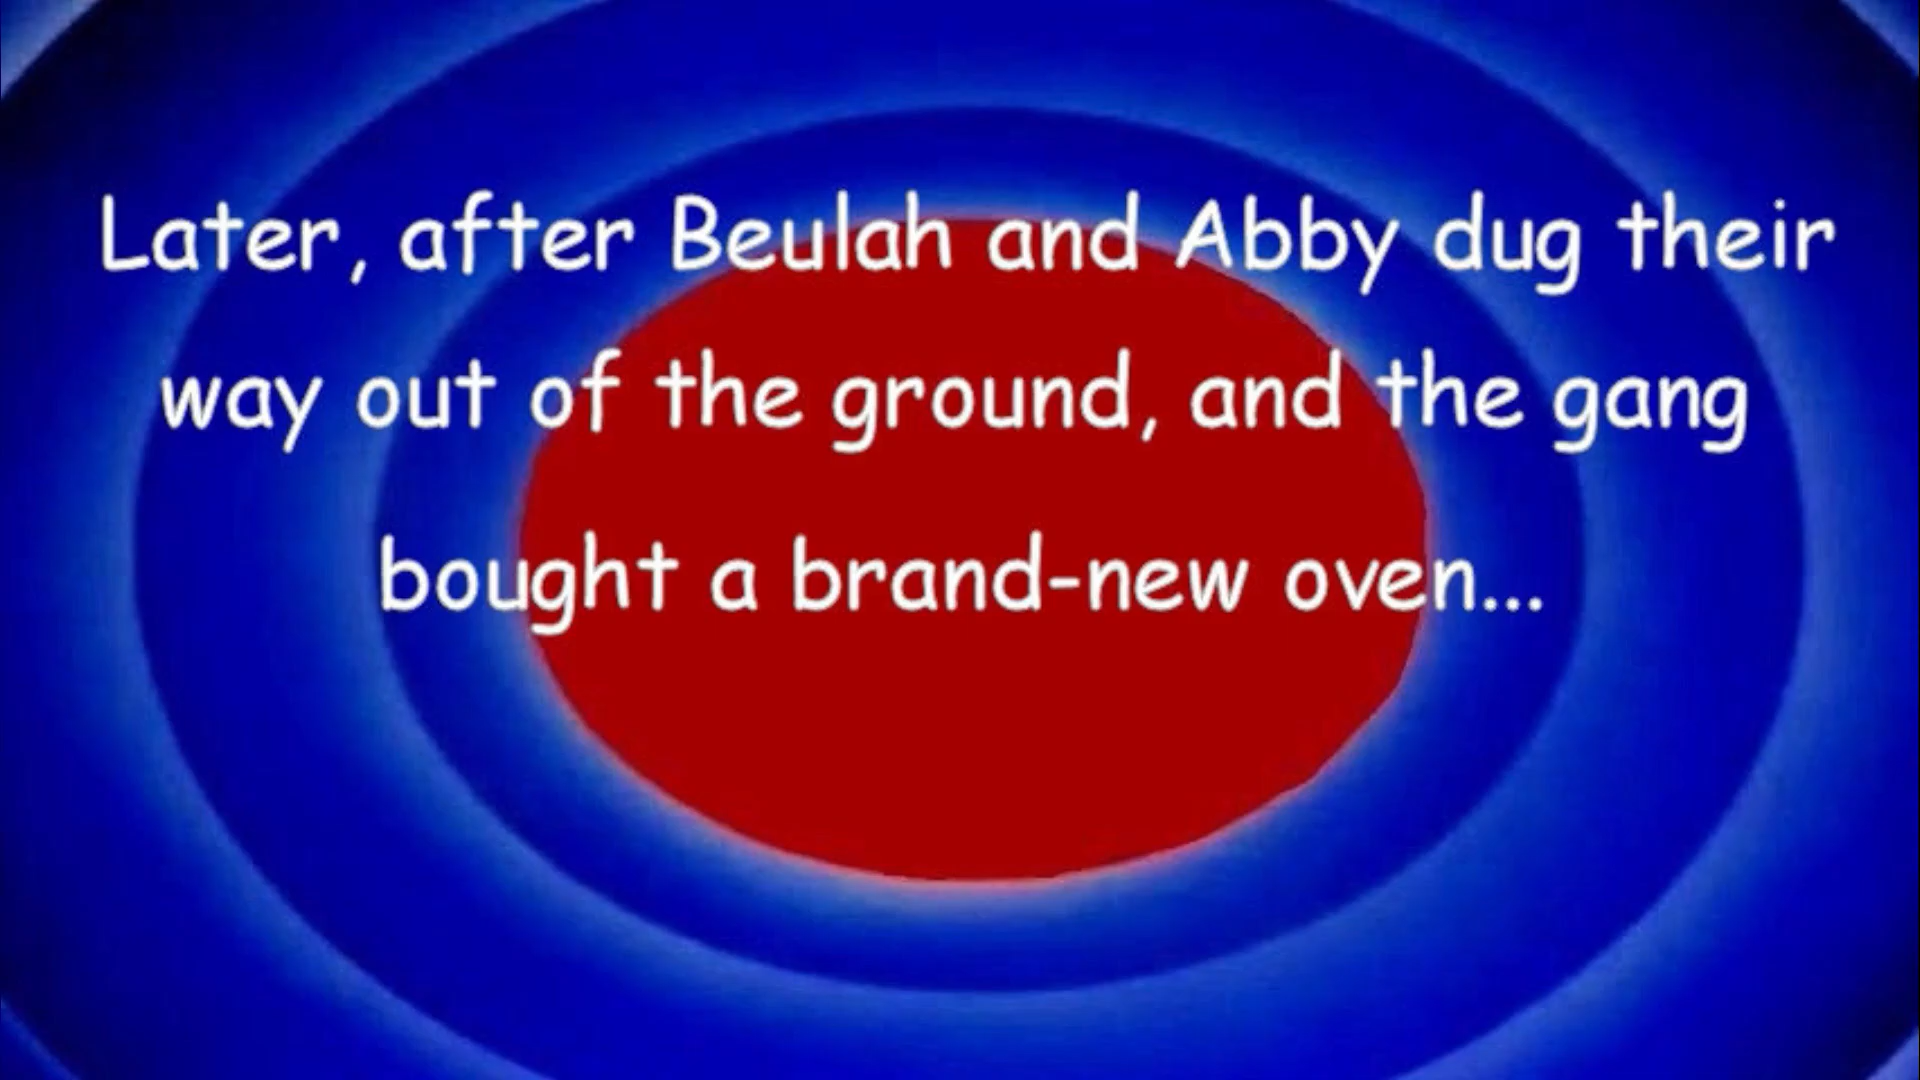 Later, after Beulah and Abby dug their
way out of the ground, and the gang
bought a brand-new oven...